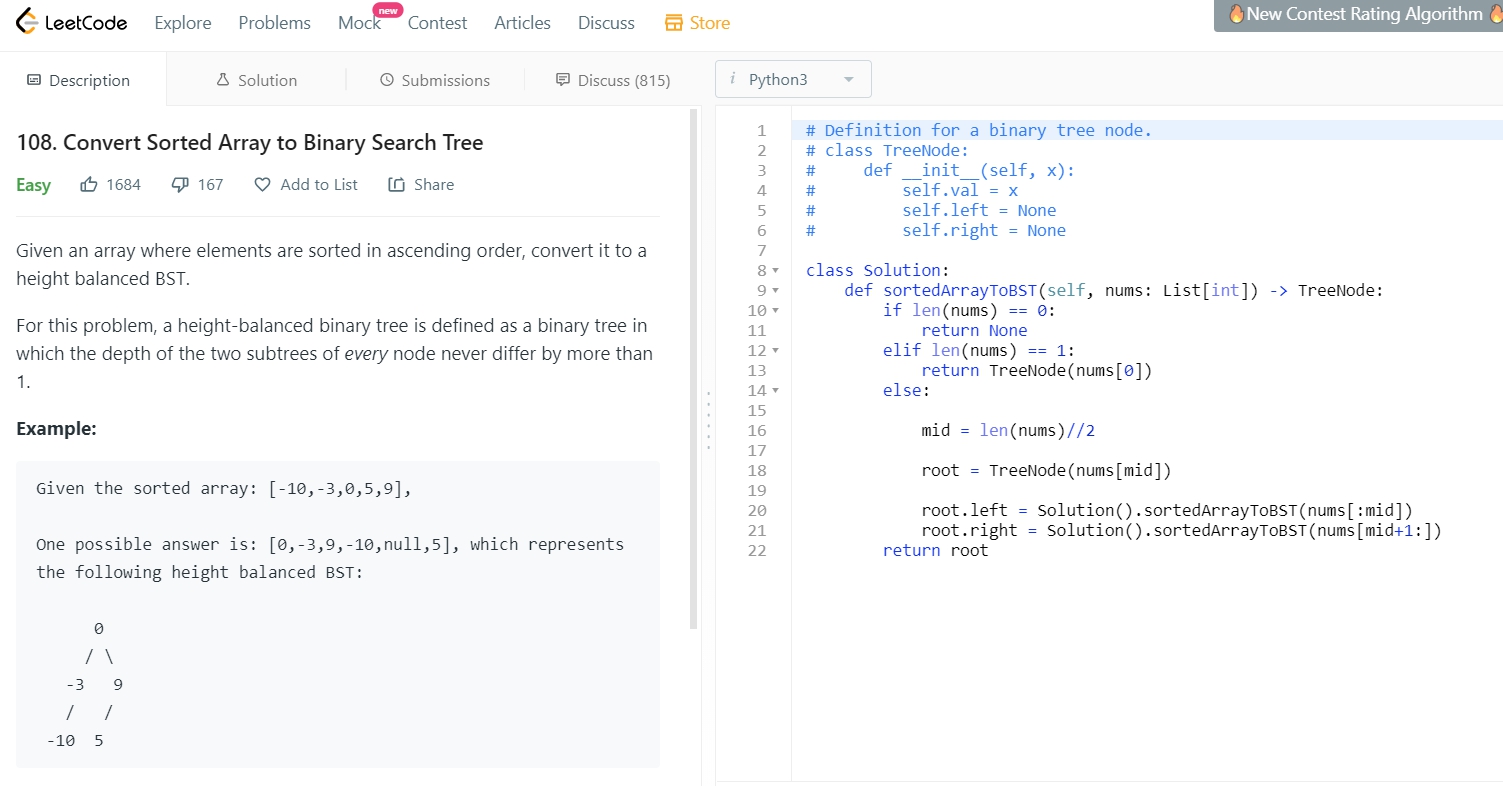 LeetCode Explore Problems Mock new Contest Articles Discuss Store 🔥New Contest Rating Algorithm 🔥
Description Solution Submissions Discuss (815)
108. Convert Sorted Array to Binary Search Tree
Easy 1684 167 Add to List Share
Given an array where elements are sorted in ascending order, convert it to a
height balanced BST.
For this problem, a height-balanced binary tree is defined as a binary tree in
which the depth of the two subtrees of every node never differ by more than
1.
Example:
Given the sorted array: [-10,-3,0,5,9],
One possible answer is: [0,-3,9,-10,null,5], which represents
the following height balanced BST:
      0
     / \
   -3   9
   /   /
 -10  5
i Python3
1 # Definition for a binary tree node.
2 # class TreeNode:
3 #     def __init__(self, x):
4 #         self.val = x
5 #         self.left = None
6 #         self.right = None
7
8 class Solution:
9     def sortedArrayToBST(self, nums: List[int]) -> TreeNode:
10         if len(nums) == 0:
11             return None
12         elif len(nums) == 1:
13             return TreeNode(nums[0])
14         else:
15
16             mid = len(nums)//2
17
18             root = TreeNode(nums[mid])
19
20             root.left = Solution().sortedArrayToBST(nums[:mid])
21             root.right = Solution().sortedArrayToBST(nums[mid+1:])
22         return root